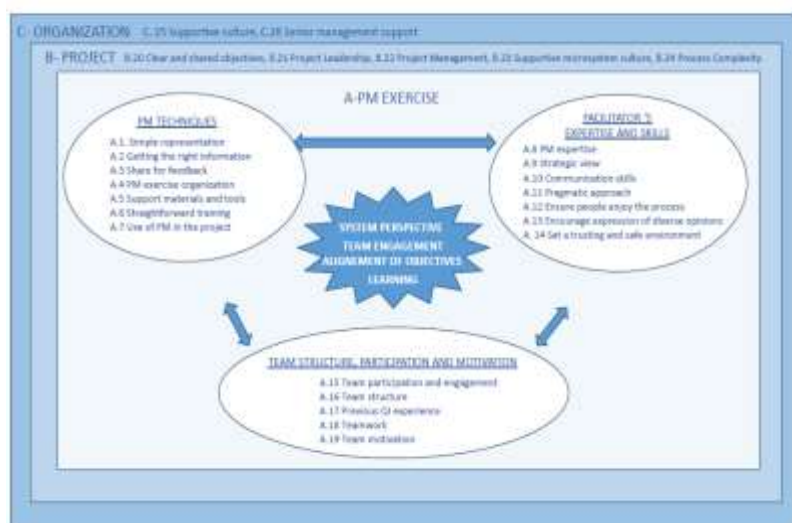 C- ORGANIZATION C.25 Supportive culture, C.26 Senior management support
B- PROJECT B.20 Clear and shared objectives, B.21 Project Leadership, B.22 Project Management, B.23 Supportive microsystem culture, B.24 Process Complexity
A-PM EXERCISE
PM TECHNIQUES
A.1. Simple representation
A.2 Getting the right information
A.3 Share for feedback
A.4 PM exercise organization
A.5 Support materials and tools
A.6 Straightforward training
A.7 Use of PM in the project
FACILITATOR'S
EXPERTISE AND SKILLS
A.8 PM expertise
A.9 Strategic view
A.10 Communication skills
A.11 Pragmatic approach
A.12 Ensure people enjoy the process
A.13 Encourage expression of diverse opinions
A. 14 Set a trusting and safe environment
SYSTEM PERSPECTIVE
TEAM ENGAGEMENT
ALIGNEMENT OF OBJECTIVES
LEARNING
TEAM STRUCTURE, PARTICIPATION AND MOTIVATION
A.15 Team participation and engagement
A.16 Team structure
A.17 Previous QI experience
A.18 Teamwork
A.19 Team motivation